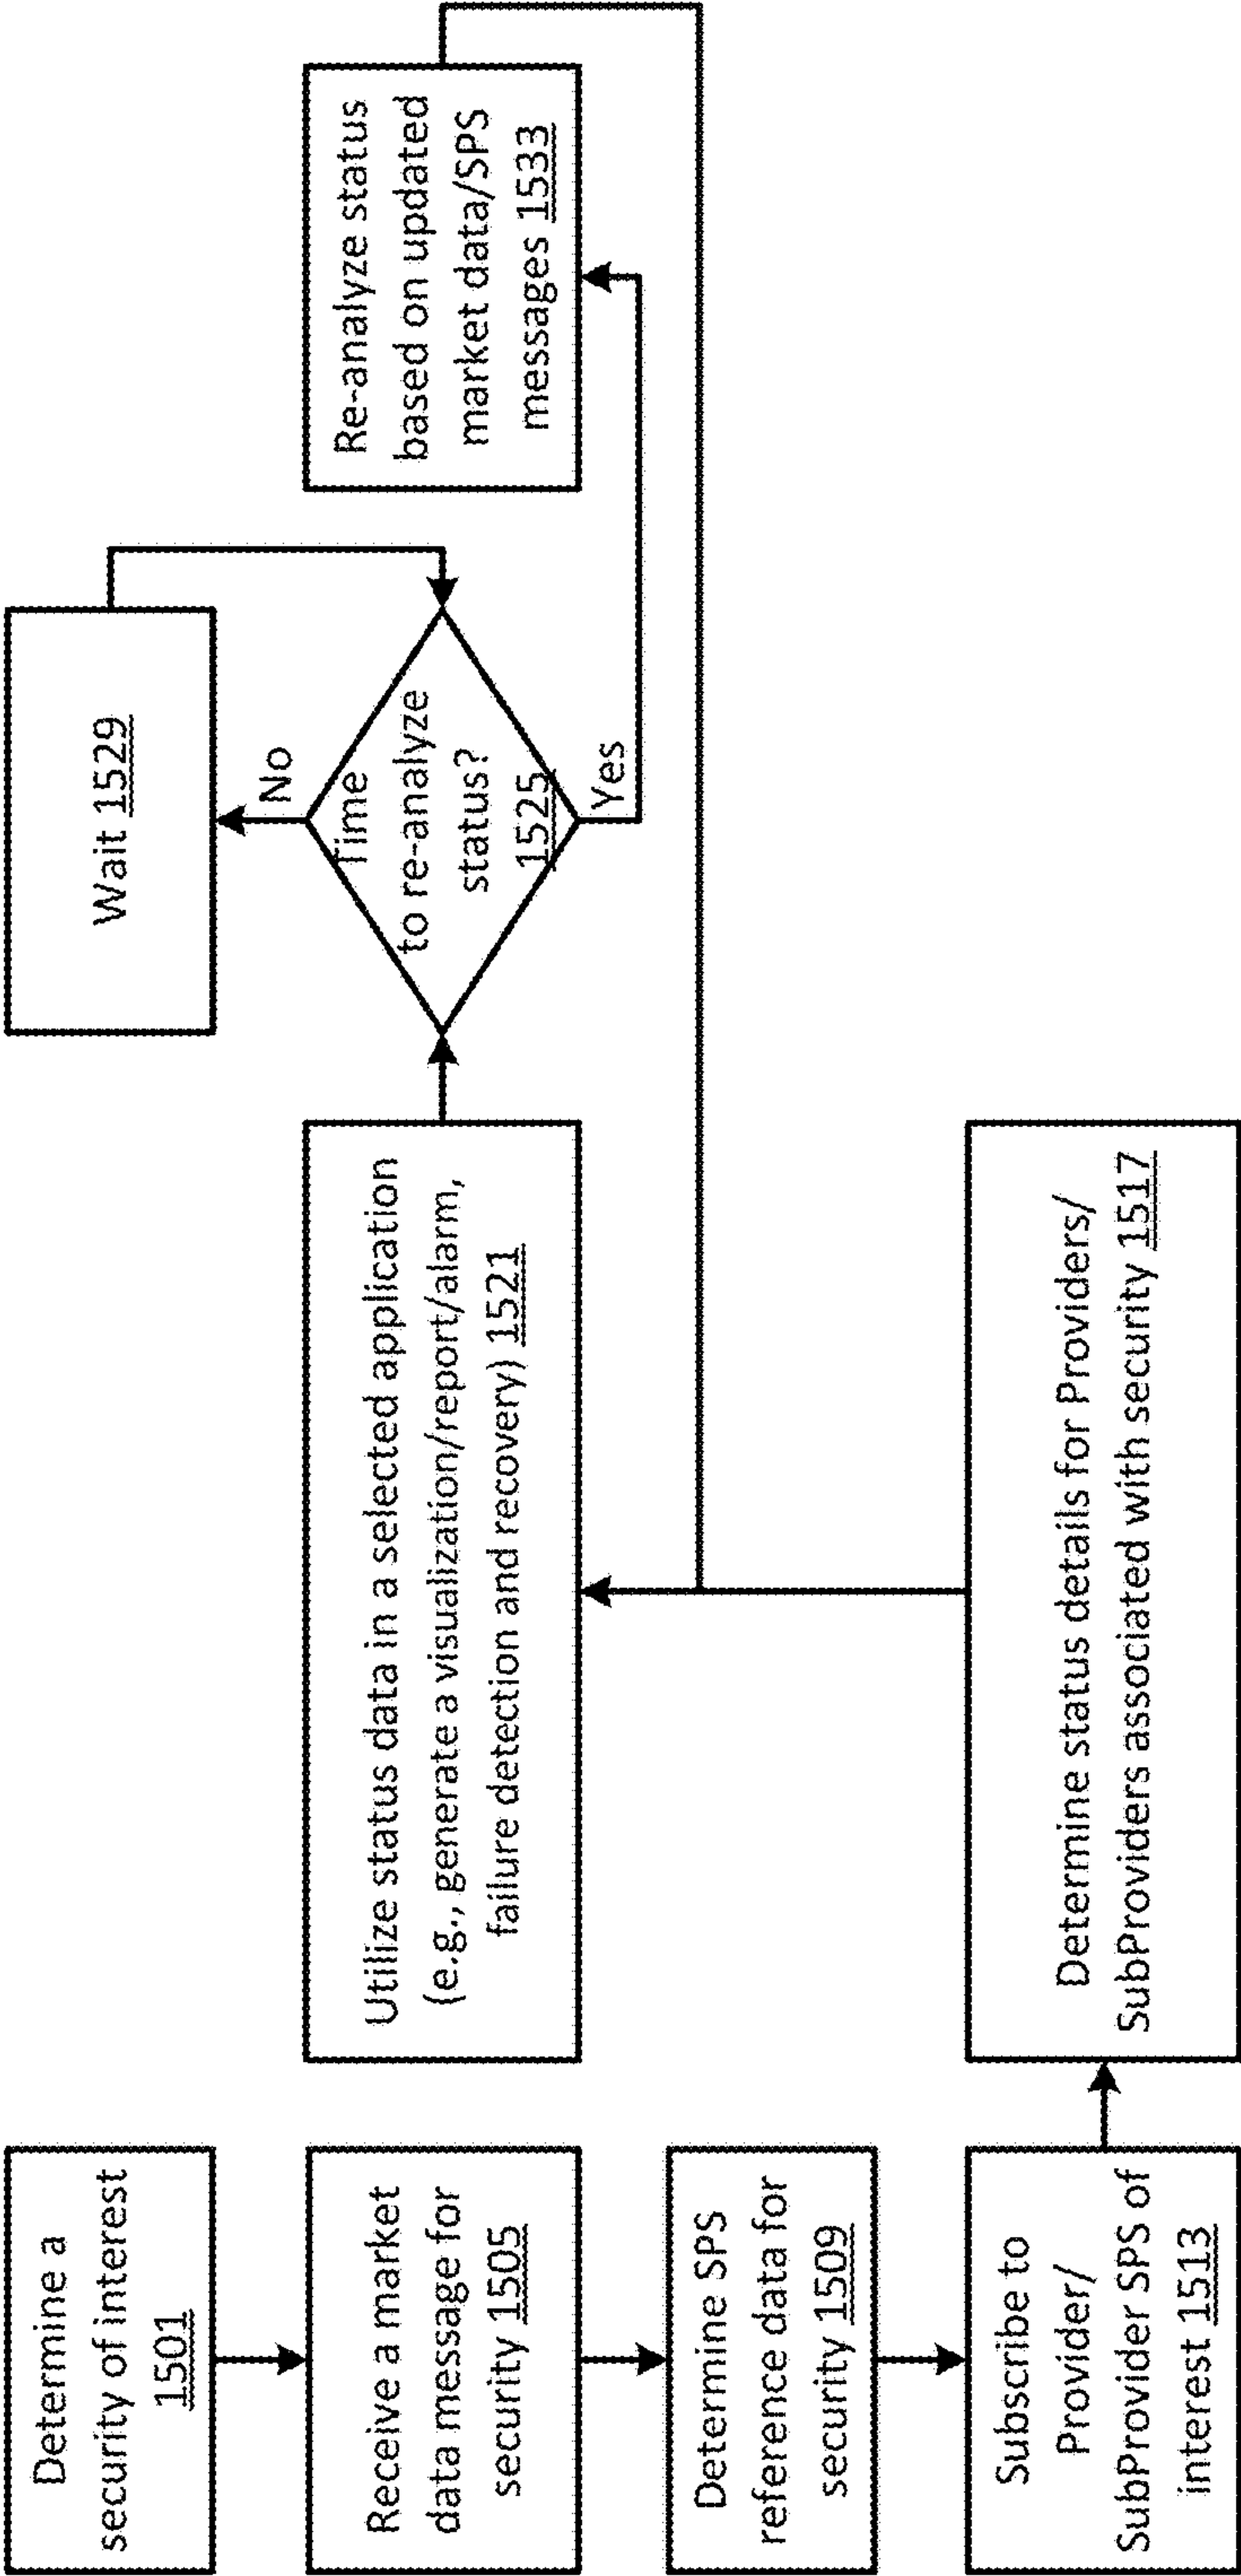 Determine a
security of interest
1501
Receive a market
data message for
security 1505
Determine SPS
reference data for
security 1509
Subscribe to
Provider/
SubProvider SPS of
interest 1513
Determine status details for Providers/
SubProviders associated with security 1517
Utilize status data in a selected application
(e.g., generate a visualization/report/alarm,
failure detection and recovery) 1521
Time
to re-analyze
status?
1525
No
Wait 1529
Yes
Re-analyze status
based on updated
market data/SPS
messages 1533